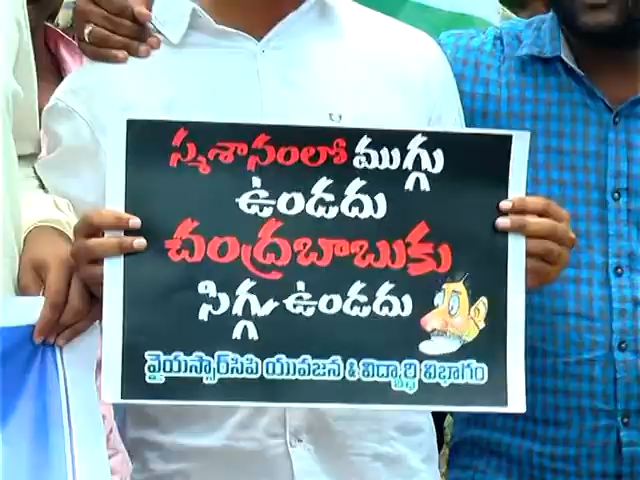 స్మశానంలో ముగ్గు
ఉండదు
చంద్రబాబుకు
సిగ్గు ఉండదు
వైయస్సార్‌సిపి యువజన & విద్యార్థి విభాగం